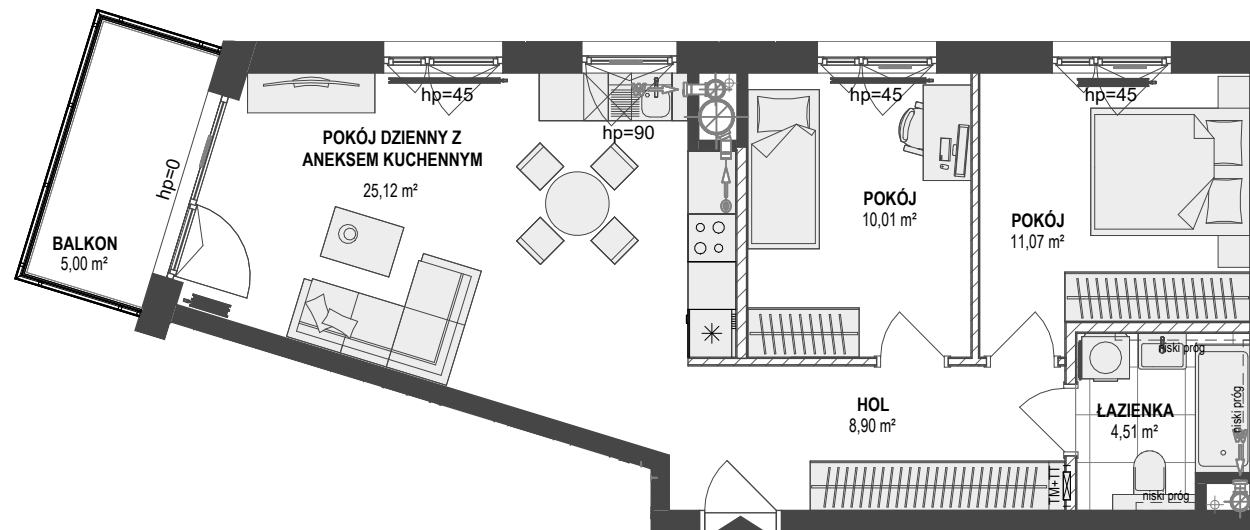 hp=45
hp=90
hp=45
hp=45
hp=0
POKÓJ DZIENNY Z
ANEKSEM KUCHENNYM
25,12 m²
BALKON
5,00 m²
POKÓJ
10,01 m²
POKÓJ
11,07 m²
HOL
8,90 m²
ŁAZIENKA
4,51 m²
niski próg
niski próg
niski próg
TM+TT